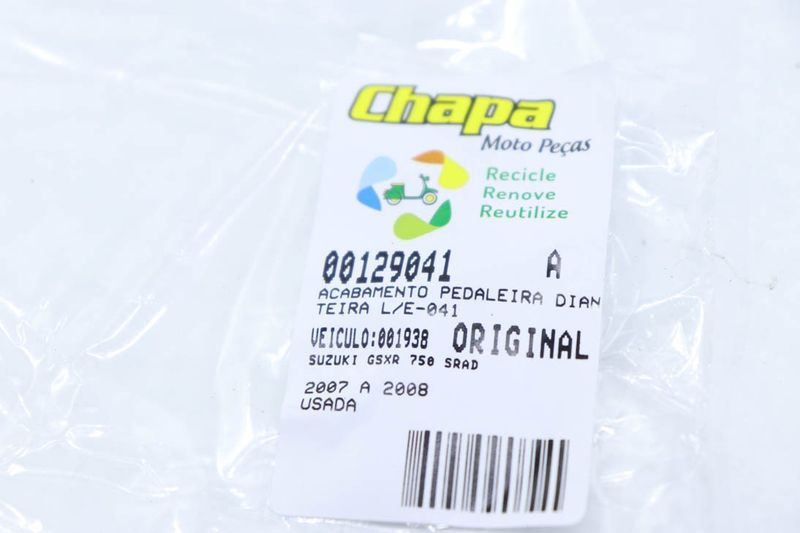 Chapa
Moto Peças
Recicle
Renove
Reutilize
00129041 A
ACABAMENTO PEDALEIRA DIAN
TEIRA L/E-041
VEICULO:001938 ORIGINAL
SUZUKI GSXR 750 SRAD
2007 A 2008
USADA